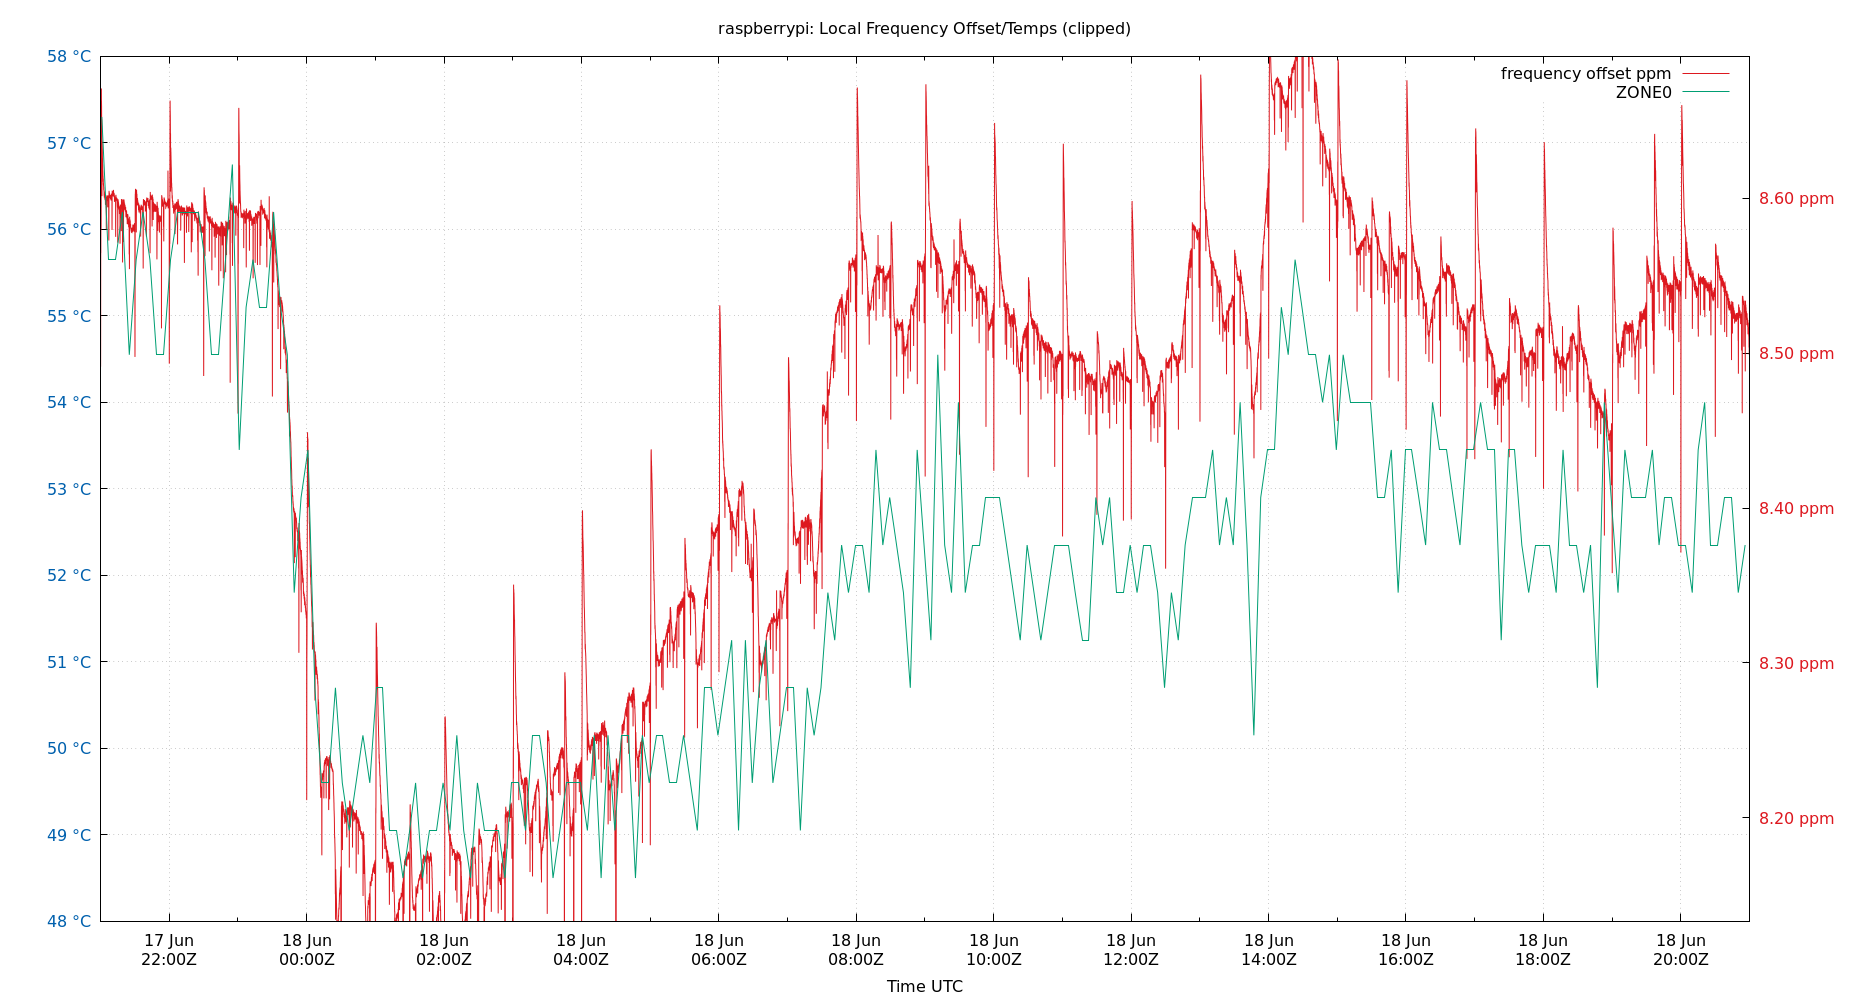 raspberrypi: Local Frequency Offset/Temps (clipped)
58 °C
57 °C
56 °C
55 °C
54 °C
53 °C
52 °C
51 °C
50 °C
49 °C
48 °C
frequency offset ppm
ZONE0
8.60 ppm
8.50 ppm
8.40 ppm
8.30 ppm
8.20 ppm
17 Jun
22:00Z
18 Jun
00:00Z
18 Jun
02:00Z
18 Jun
04:00Z
18 Jun
06:00Z
18 Jun
08:00Z
18 Jun
10:00Z
18 Jun
12:00Z
18 Jun
14:00Z
18 Jun
16:00Z
18 Jun
18:00Z
18 Jun
20:00Z
Time UTC